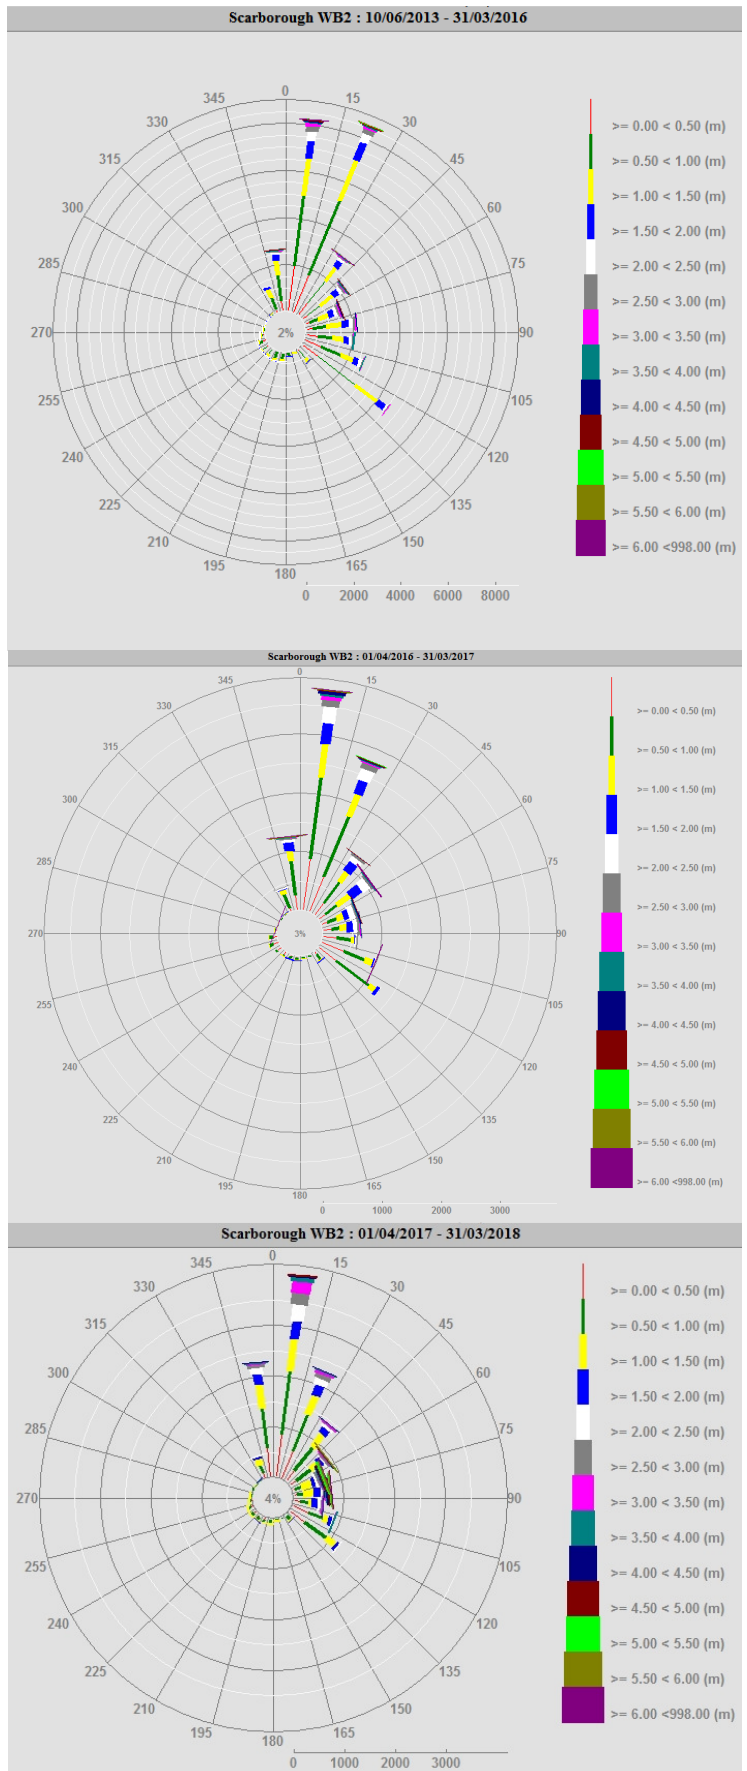 Scarborough WB2 : 10/06/2013 - 31/03/2016
0
345 15
330 30
315 45
300 60
285 75
270 2% 90
255 105
240 120
225 135
210 150
195 165
180
0 2000 4000 6000 8000
>= 0.00 < 0.50 (m)
>= 0.50 < 1.00 (m)
>= 1.00 < 1.50 (m)
>= 1.50 < 2.00 (m)
>= 2.00 < 2.50 (m)
>= 2.50 < 3.00 (m)
>= 3.00 < 3.50 (m)
>= 3.50 < 4.00 (m)
>= 4.00 < 4.50 (m)
>= 4.50 < 5.00 (m)
>= 5.00 < 5.50 (m)
>= 5.50 < 6.00 (m)
>= 6.00 <998.00 (m)
Scarborough WB2 : 01/04/2016 - 31/03/2017
0
345 15
330 30
315 45
300 60
285 75
270 3% 90
255 105
240 120
225 135
210 150
195 165
180
0 1000 2000 3000
>= 0.00 < 0.50 (m)
>= 0.50 < 1.00 (m)
>= 1.00 < 1.50 (m)
>= 1.50 < 2.00 (m)
>= 2.00 < 2.50 (m)
>= 2.50 < 3.00 (m)
>= 3.00 < 3.50 (m)
>= 3.50 < 4.00 (m)
>= 4.00 < 4.50 (m)
>= 4.50 < 5.00 (m)
>= 5.00 < 5.50 (m)
>= 5.50 < 6.00 (m)
>= 6.00 <998.00 (m)
Scarborough WB2 : 01/04/2017 - 31/03/2018
0
345 15
330 30
315 45
300 60
285 75
270 4% 90
255 105
240 120
225 135
210 150
195 165
180
0 1000 2000 3000
>= 0.00 < 0.50 (m)
>= 0.50 < 1.00 (m)
>= 1.00 < 1.50 (m)
>= 1.50 < 2.00 (m)
>= 2.00 < 2.50 (m)
>= 2.50 < 3.00 (m)
>= 3.00 < 3.50 (m)
>= 3.50 < 4.00 (m)
>= 4.00 < 4.50 (m)
>= 4.50 < 5.00 (m)
>= 5.00 < 5.50 (m)
>= 5.50 < 6.00 (m)
>= 6.00 <998.00 (m)